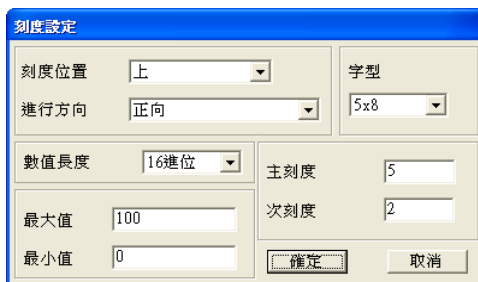 刻度設定
刻度位置 上
進行方向 正向
字型
5x8
數值長度 16進位
主刻度 5
次刻度 2
最大值 100
最小值 0
確定 取消